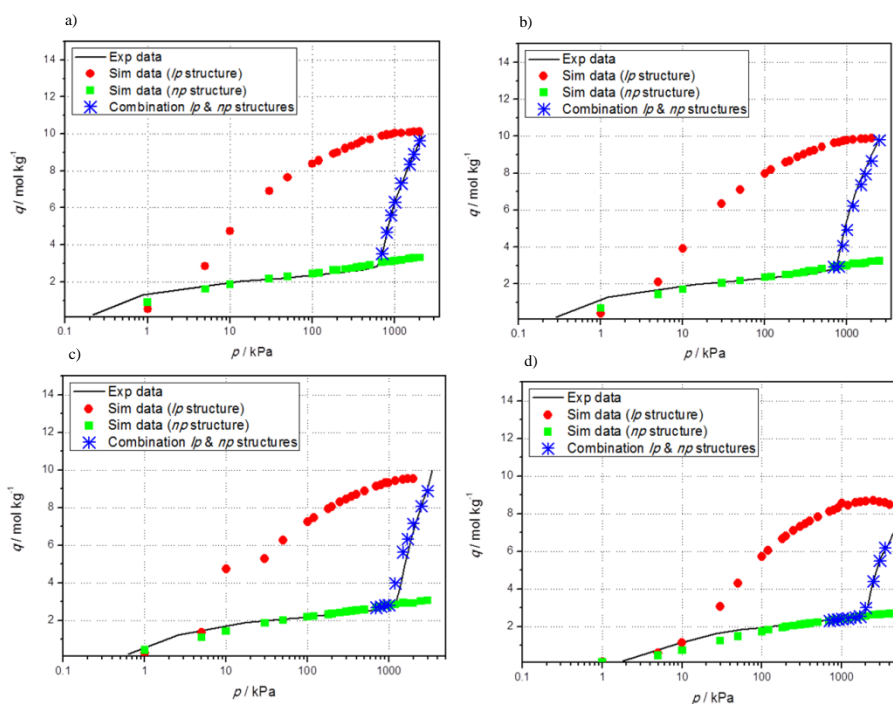 a)
14
12
10
8
6
4
2
q / mol kg-1
Exp data
Sim data (lp structure)
Sim data (np structure)
Combination lp & np structures
0.1 1 10 100 1000
p / kPa
b)
14
12
10
8
6
4
2
q / mol kg-1
Exp data
Sim data (lp structure)
Sim data (np structure)
Combination lp & np structures
0.1 1 10 100 1000
p / kPa
c)
14
12
10
8
6
4
2
q / mol kg-1
Exp data
Sim data (lp structure)
Sim data (np structure)
Combination lp & np structures
0.1 1 10 100 1000
p / kPa
d)
14
12
10
8
6
4
2
q / mol kg-1
Exp data
Sim data (lp structure)
Sim data (np structure)
Combination lp & np structures
0.1 1 10 100 1000
p / kPa